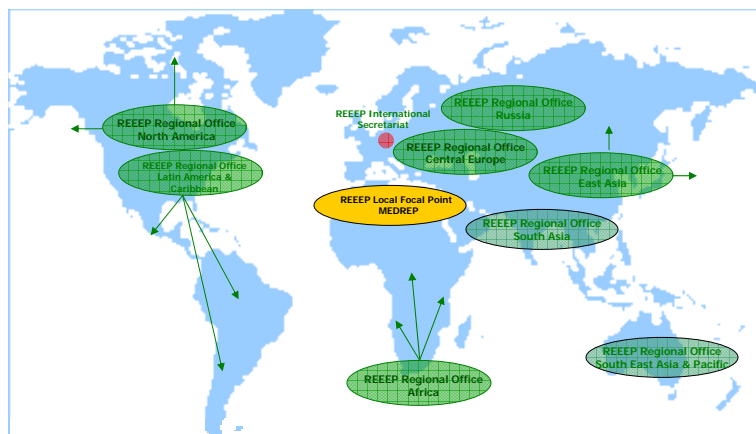 REEEP Regional Office
North America
REEEP Regional Office
Latin America &
Caribbean
REEEP International
Secretariat
REEEP Regional Office
Russia
REEEP Regional Office
Central Europe
REEEP Regional Office
East Asia
REEEP Local Focal Point
MEDREP
REEEP Regional Office
South Asia
REEEP Regional Office
South East Asia & Pacific
REEEP Regional Office
Africa